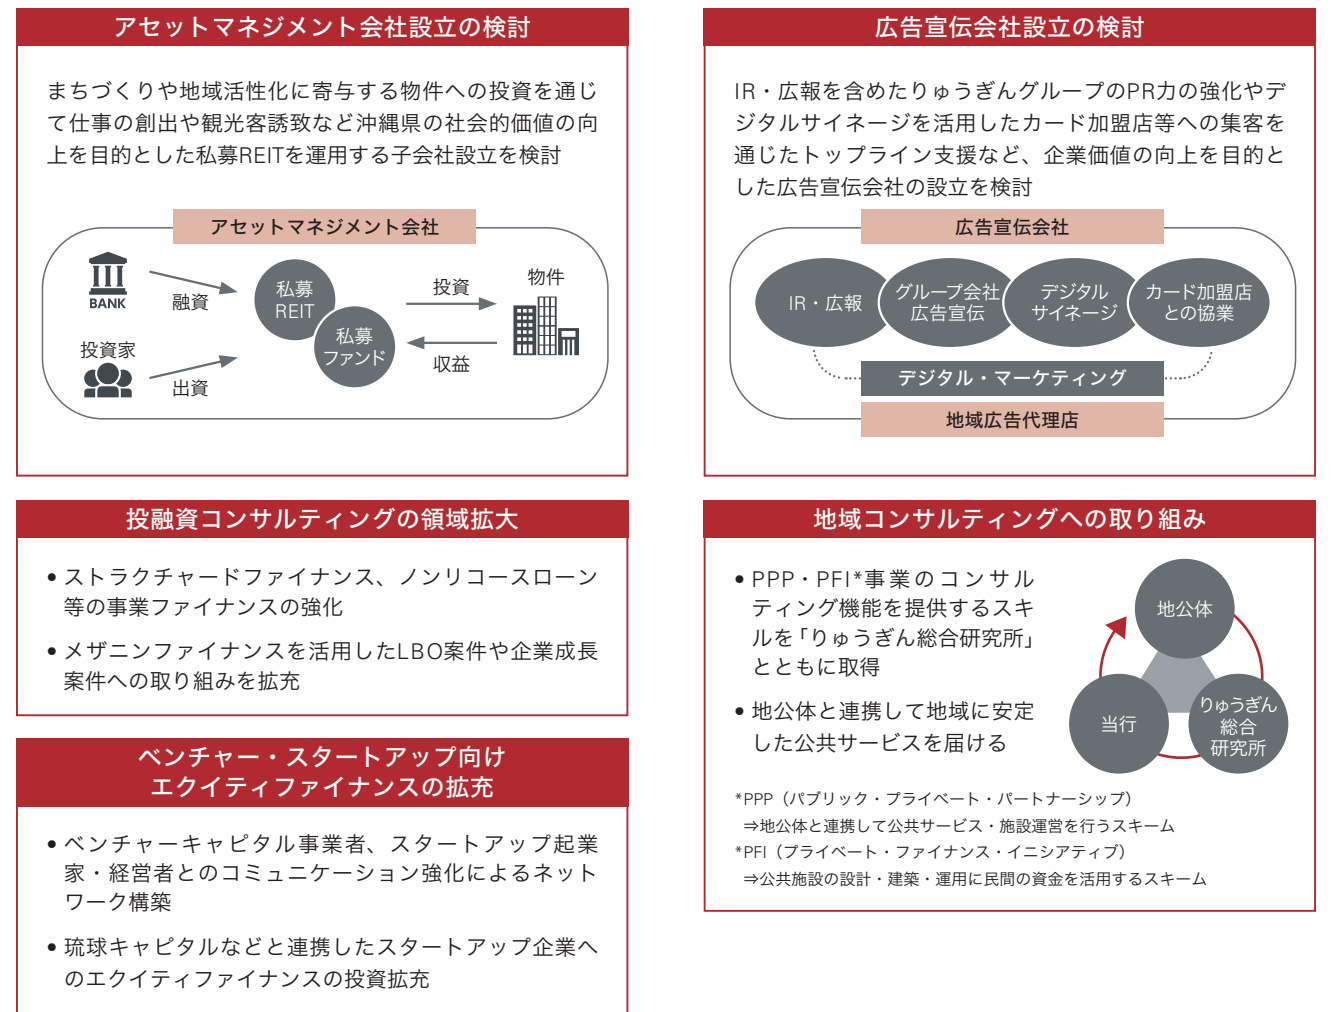 アセットマネジメント会社設立の検討
まちづくりや地域活性化に寄与する物件への投資を通じ
て仕事の創出や観光客誘致など沖縄県の社会的価値の向
上を目的とした私募REITを運用する子会社設立を検討
アセットマネジメント会社
BANK
融資
投資家
出資
私募
REIT
私募
ファンド
投資
収益
物件
広告宣伝会社設立の検討
IR・広報を含めたりゅうぎんグループのPR力の強化やデ
ジタルサイネージを活用したカード加盟店等への集客を
通じたトップライン支援など、企業価値の向上を目的と
した広告宣伝会社の設立を検討
広告宣伝会社
IR・広報
グループ会社
広告宣伝
デジタル
サイネージ
カード加盟店
との協業
デジタル・マーケティング
地域広告代理店
投融資コンサルティングの領域拡大
• ストラクチャードファイナンス、ノンリコースローン
等の事業ファイナンスの強化
• メザニンファイナンスを活用したLBO案件や企業成長
案件への取り組みを拡充
ベンチャー・スタートアップ向け
エクイティファイナンスの拡充
• ベンチャーキャピタル事業者、スタートアップ起業
家・経営者とのコミュニケーション強化によるネット
ワーク構築
• 琉球キャピタルなどと連携したスタートアップ企業へ
のエクイティファイナンスの投資拡充
地域コンサルティングへの取り組み
• PPP・PFI*事業のコンサル
ティング機能を提供するスキ
ルを「りゅうぎん総合研究所」
とともに取得
• 地公体と連携して地域に安定
した公共サービスを届ける
地公体
当行
りゅうぎん
総合
研究所
*PPP（パブリック・プライベート・パートナーシップ）
⇒地公体と連携して公共サービス・施設運営を行うスキーム
*PFI（プライベート・ファイナンス・イニシアティブ）
⇒公共施設の設計・建築・運用に民間の資金を活用するスキーム